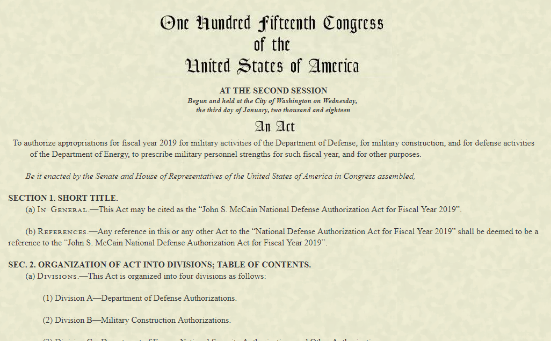 One Hundred Fifteenth Congress
of the
United States of America
AT THE SECOND SESSION
Begun and held at the City of Washington on Wednesday,
the third day of January, two thousand and eighteen
An Act
To authorize appropriations for fiscal year 2019 for military activities of the Department of Defense, for military construction, and for defense activities
of the Department of Energy, to prescribe military personnel strengths for such fiscal year, and for other purposes.
Be it enacted by the Senate and House of Representatives of the United States of America in Congress assembled,
SECTION 1. SHORT TITLE.
(a) In General.—This Act may be cited as the “John S. McCain National Defense Authorization Act for Fiscal Year 2019”.
(b) References.—Any reference in this or any other Act to the “National Defense Authorization Act for Fiscal Year 2019” shall be deemed to be a
reference to the “John S. McCain National Defense Authorization Act for Fiscal Year 2019”.
SEC. 2. ORGANIZATION OF ACT INTO DIVISIONS; TABLE OF CONTENTS.
(a) Divisions.—This Act is organized into four divisions as follows:
(1) Division A—Department of Defense Authorizations.
(2) Division B—Military Construction Authorizations.